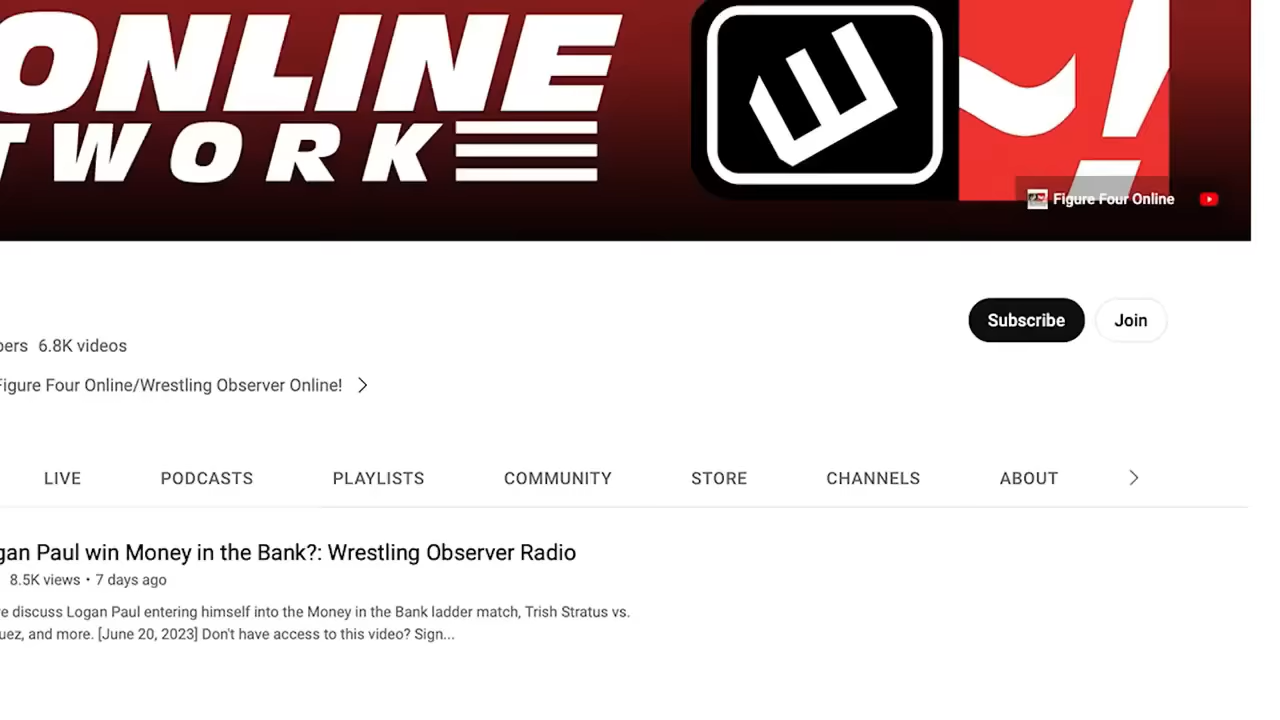 ONLINE
TWORK
Figure Four Online
Subscribe
Join
bers 6.8K videos
Figure Four Online/Wrestling Observer Online!
LIVE
PODCASTS
PLAYLISTS
COMMUNITY
STORE
CHANNELS
ABOUT
gan Paul win Money in the Bank?: Wrestling Observer Radio
8.5K views • 7 days ago
re discuss Logan Paul entering himself into the Money in the Bank ladder match, Trish Stratus vs.
uez, and more. [June 20, 2023] Don't have access to this video? Sign...